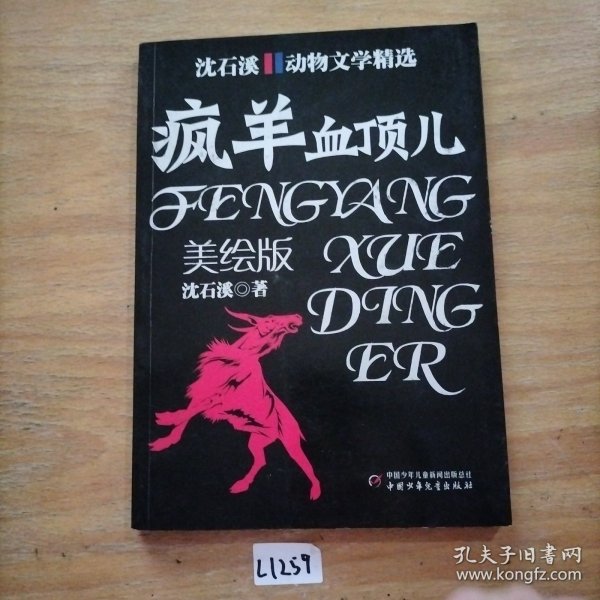 沈石溪 动物文学精选
疯羊血顶儿
FENGYANG
美绘版
XUE
沈石溪◎著
DING
ER
中国少年儿童新闻出版总社
中国少年儿童出版社
L1259
孔夫子旧书网
www.kongfz.com